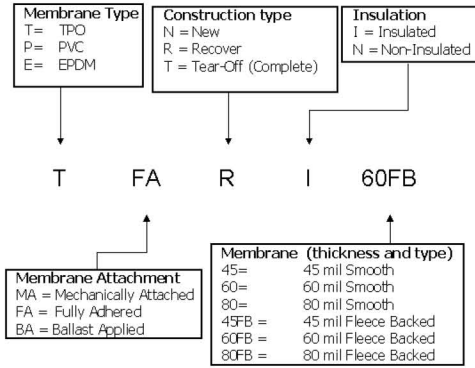 Membrane Type
T= TPO
P= PVC
E= EPDM
Construction type
N = New
R = Recover
T = Tear-Off (Complete)
Insulation
I = Insulated
N = Non-Insulated
T FA R I 60FB
Membrane Attachment
MA = Mechanically Attached
FA = Fully Adhered
BA = Ballast Applied
Membrane (thickness and type)
45= 45 mil Smooth
60= 60 mil Smooth
80= 80 mil Smooth
45FB = 45 mil Fleece Backed
60FB = 60 mil Fleece Backed
80FB = 80 mil Fleece Backed